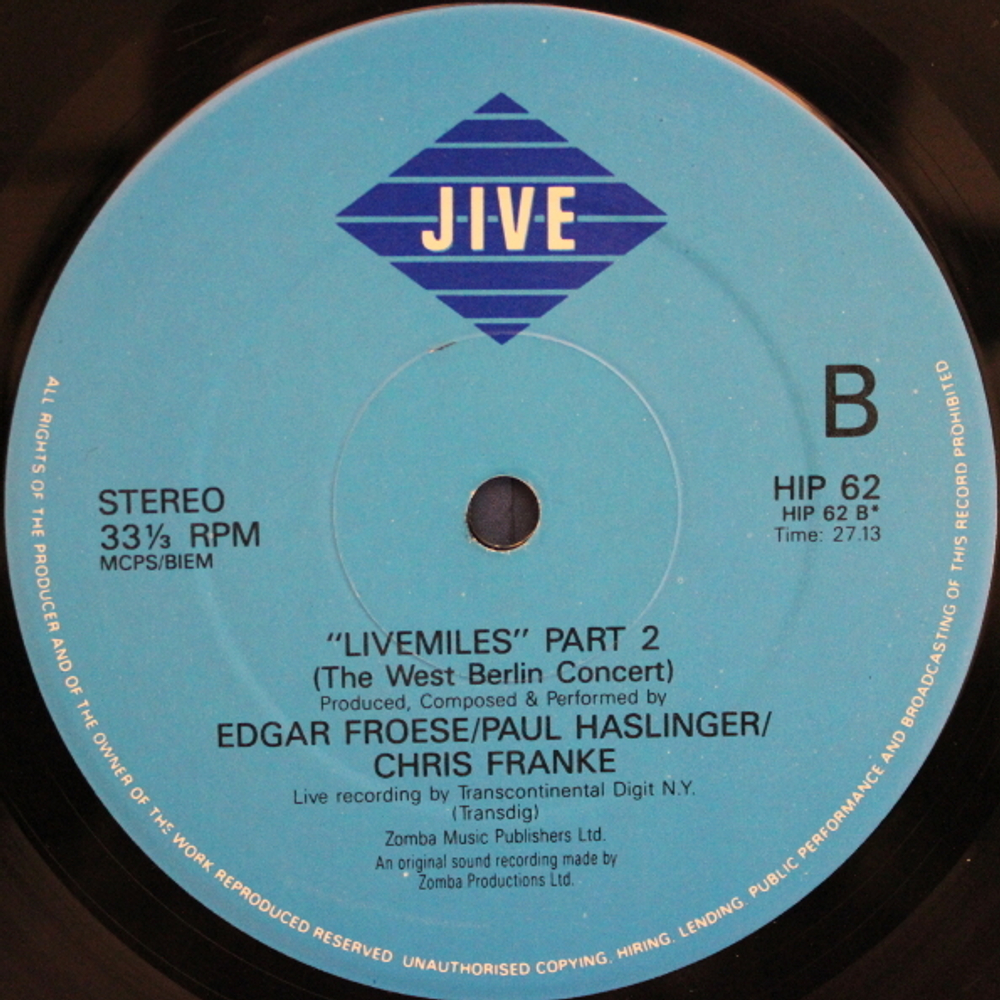 JIVE
B
STEREO
33⅓ RPM
MCPS/BIEM
HIP 62
HIP 62 B*
Time: 27.13
"LIVEMILES" PART 2
(The West Berlin Concert)
Produced, Composed & Performed by
EDGAR FROESE/PAUL HASLINGER/
CHRIS FRANKE
Live recording by Transcontinental Digit N.Y.
(Transdig)
Zomba Music Publishers Ltd.
An original sound recording made by
Zomba Productions Ltd.
ALL RIGHTS OF THE PRODUCER AND OF THE OWNER OF THE WORK REPRODUCED RESERVED UNAUTHORISED COPYING, HIRING, LENDING, PUBLIC PERFORMANCE AND BROADCASTING OF THIS RECORD PROHIBITED